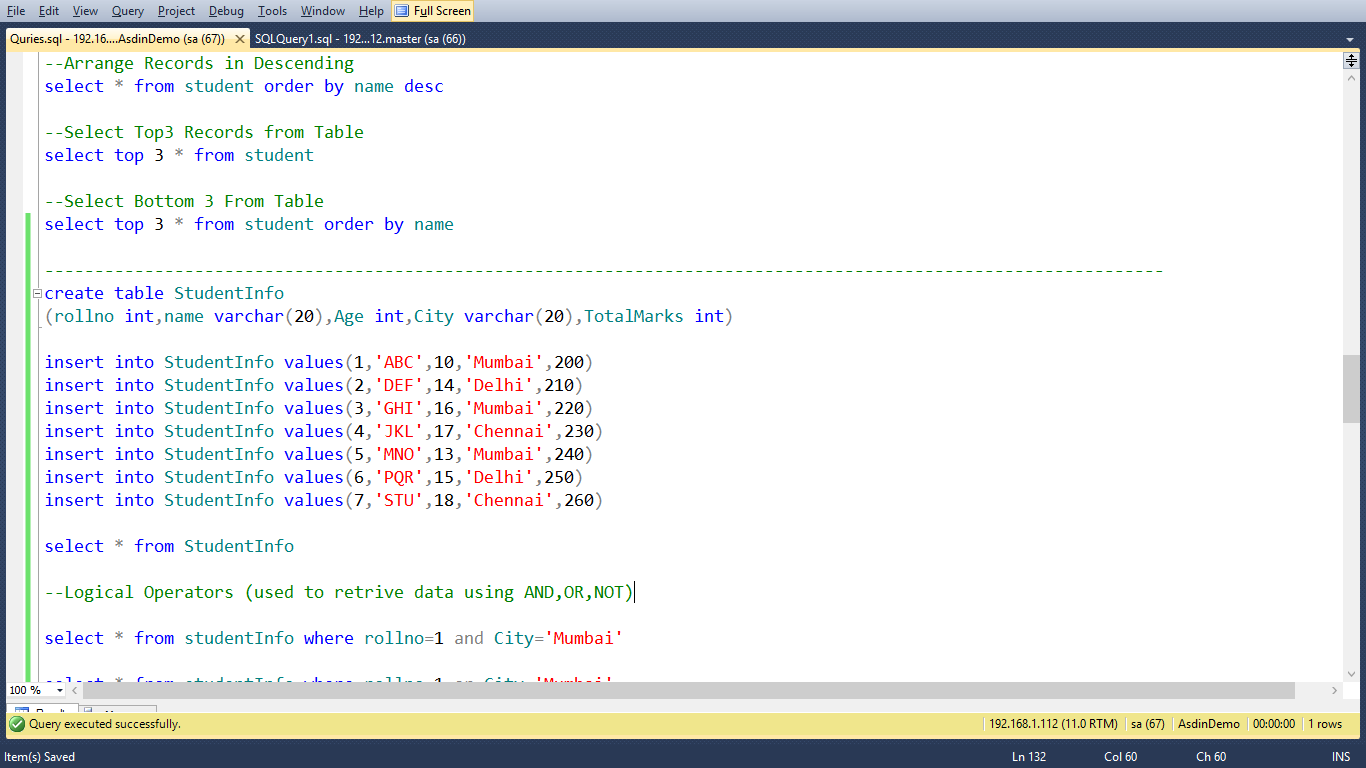 File Edit View Query Project Debug Tools Window Help Full Screen
Quries.sql - 192.16....AsdinDemo (sa (67)) SQLQuery1.sql - 192...12.master (sa (66))
--Arrange Records in Descending
select * from student order by name desc
--Select Top3 Records from Table
select top 3 * from student
--Select Bottom 3 From Table
select top 3 * from student order by name
----------------------------------------------------------------------------------------------------------------
create table StudentInfo
(rollno int,name varchar(20),Age int,City varchar(20),TotalMarks int)
insert into StudentInfo values(1,'ABC',10,'Mumbai',200)
insert into StudentInfo values(2,'DEF',14,'Delhi',210)
insert into StudentInfo values(3,'GHI',16,'Mumbai',220)
insert into StudentInfo values(4,'JKL',17,'Chennai',230)
insert into StudentInfo values(5,'MNO',13,'Mumbai',240)
insert into StudentInfo values(6,'PQR',15,'Delhi',250)
insert into StudentInfo values(7,'STU',18,'Chennai',260)
select * from StudentInfo
--Logical Operators (used to retrive data using AND,OR,NOT)
select * from studentInfo where rollno=1 and City='Mumbai'
select * from studentInfo where rollno=1 or City='Mumbai'
100 %
Query executed successfully. 192.168.1.112 (11.0 RTM) sa (67) AsdinDemo 00:00:00 1 rows
Item(s) Saved Ln 132 Col 60 Ch 60 INS